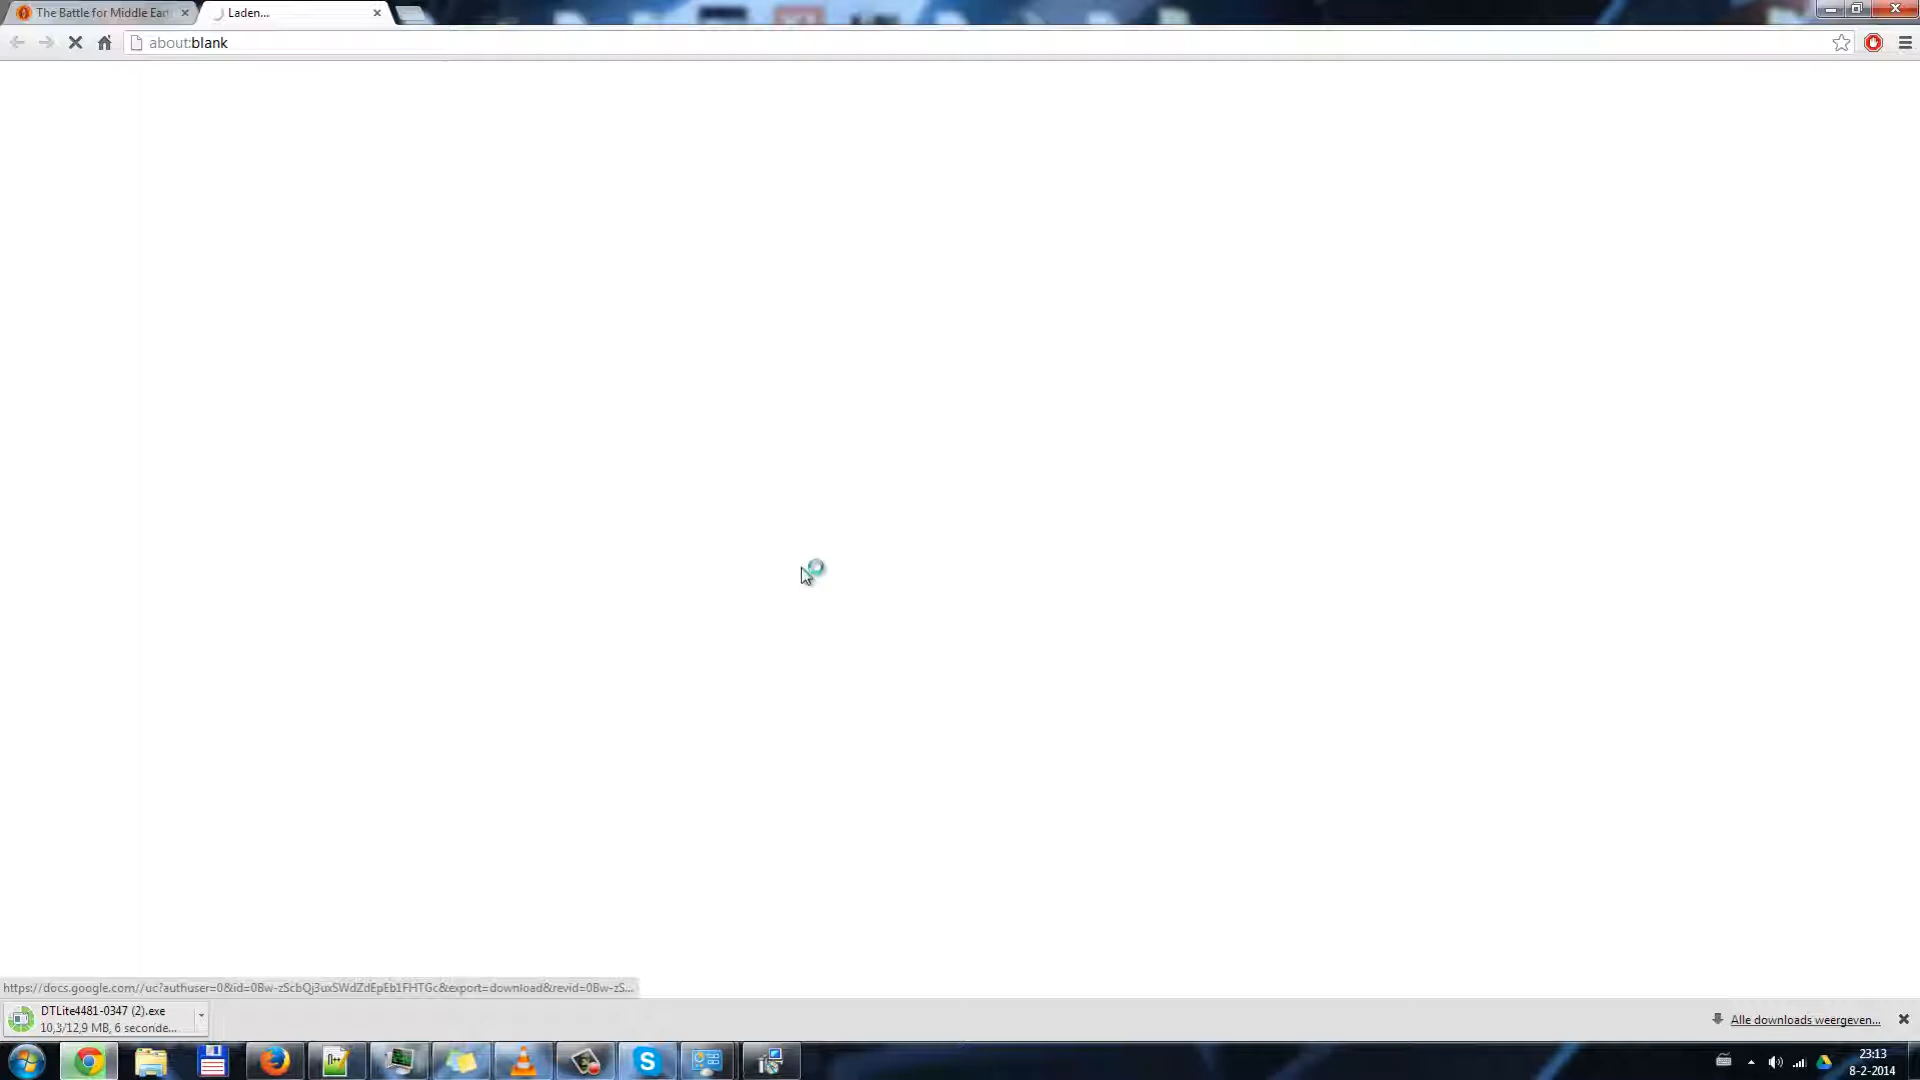 The Battle for Middle Ear
Laden...
about:blank
https://docs.google.com//uc?authuser=0&id=0Bw-zScbQj3uxSWdZdEpEb1FHTGc&export=download&revid=0Bw-zS...
DTLite4481-0347 (2).exe
10,3/12,9 MB, 6 seconde...
Alle downloads weergeven...
23:13
8-2-2014